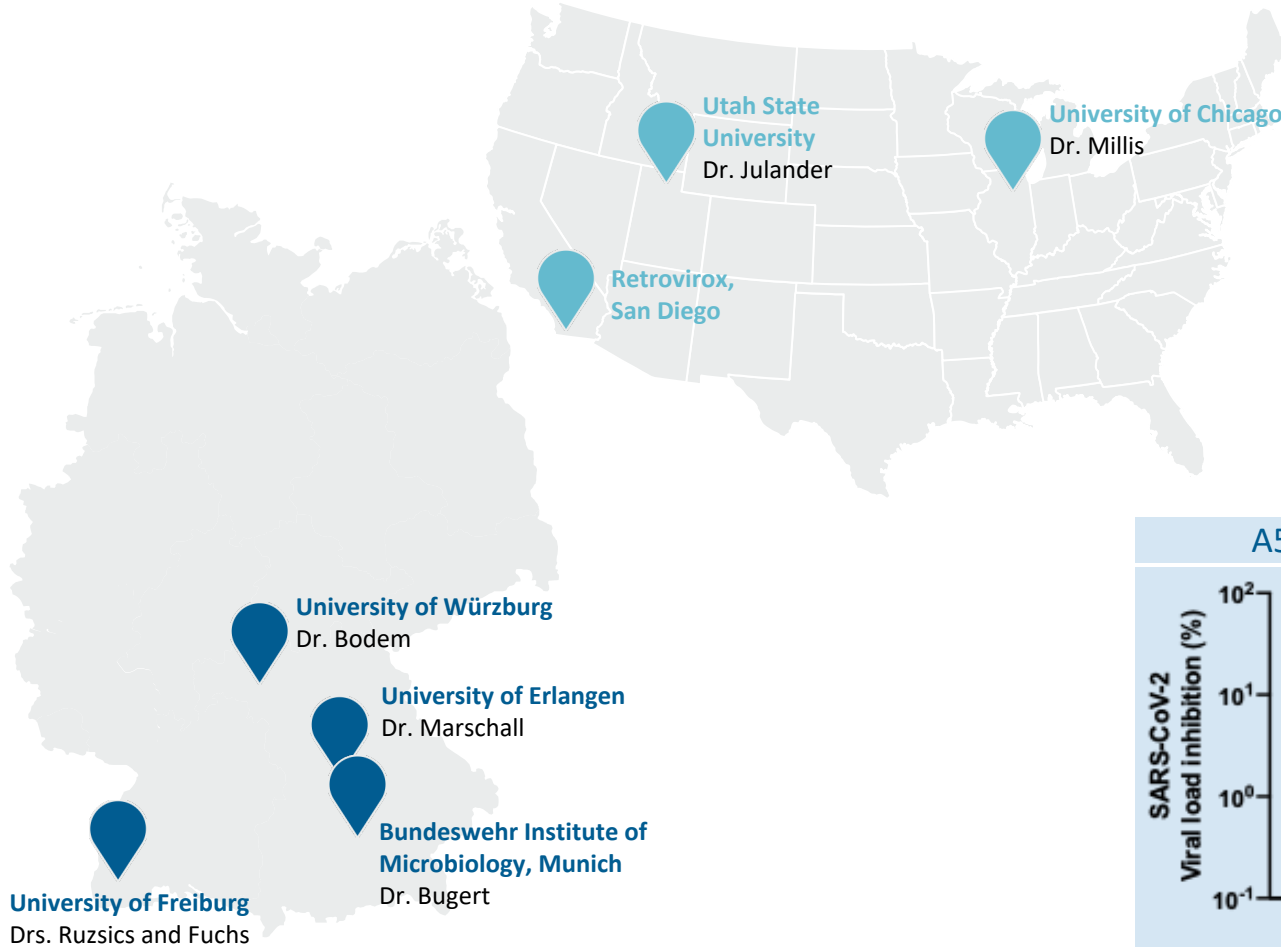 Utah State
University
Dr. Julander
University of Chicago
Dr. Millis
Retrovirox,
San Diego
University of Würzburg
Dr. Bodem
University of Erlangen
Dr. Marschall
Bundeswehr Institute of
Microbiology, Munich
Dr. Bugert
University of Freiburg
Drs. Ruzsics and Fuchs
SARS-CoV-2
Viral load inhibition (%)
10²
10¹
10⁰
10⁻¹